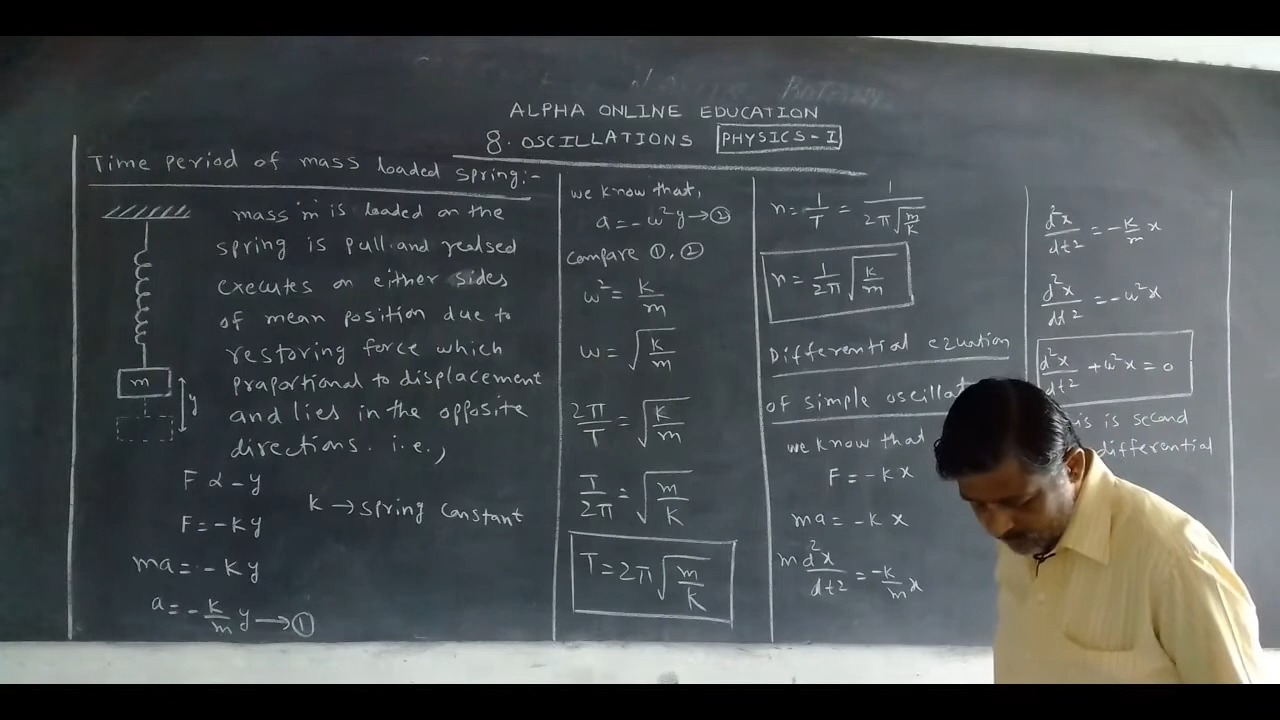 ALPHA ONLINE EDUCATION
8. OSCILLATIONS PHYSICS-I
Time period of mass loaded spring:-
mass 'm' is loaded on the
spring is pull and realsed
executes on either sides
of mean position due to
restoring force which
praportional to displacement
and lies in the opposite
directions. i.e.,
m
y
F ∝ -y
F = -Ky
K → spring constant
ma = -Ky
a = -K/m y → ①
we know that,
a = -ω²y → ②
compare ①, ②
ω² = K/m
ω = √(K/m)
2π/T = √(K/m)
T/2π = √(m/K)
T = 2π√(m/K)
n = 1/T = 1/(2π√(m/K))
n = 1/2π √(K/m)
Differential equation
of simple oscillat
we know that
F = -Kx
ma = -Kx
m d²x/dt² = -K/m x
d²x/dt² = -K/m x
d²x/dt² = -ω²x
d²x/dt² + ω²x = 0
is is second
differential